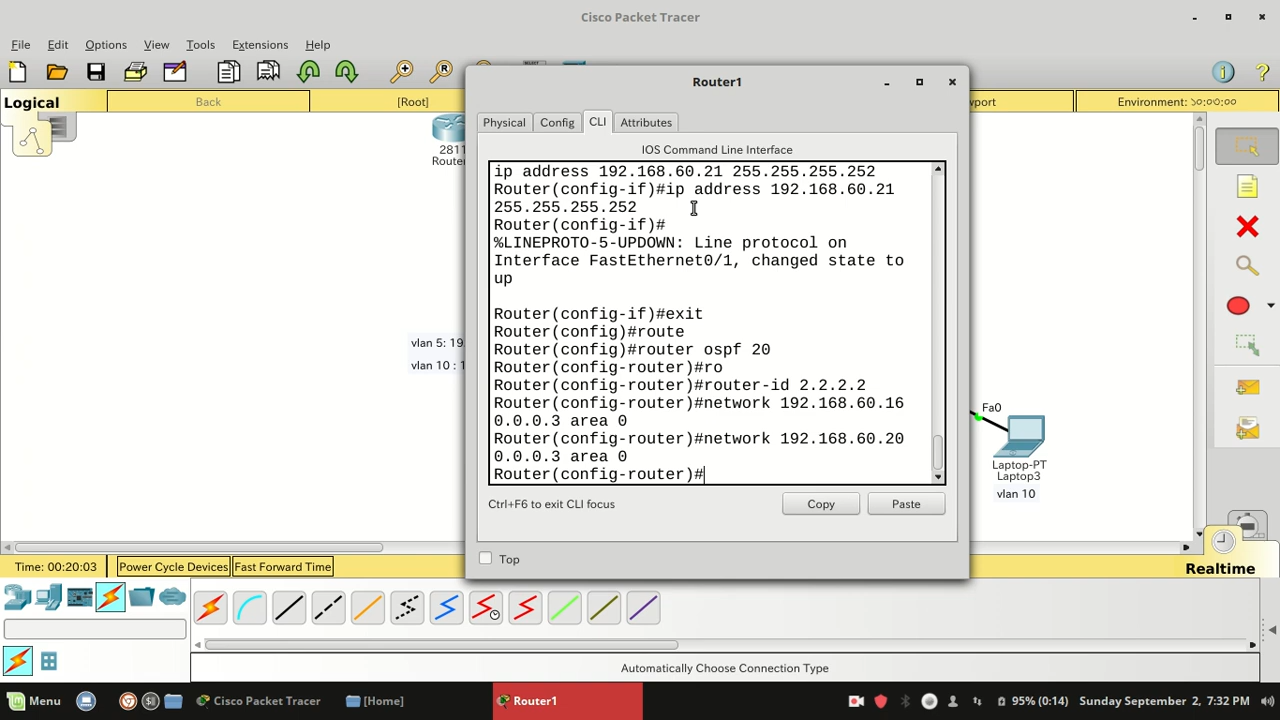 Cisco Packet Tracer
File Edit Options View Tools Extensions Help
Router1
Logical Back [Root] Environment: ১০:০০:০০
Physical Config CLI Attributes
2811
IOS Command Line Interface
ip address 192.168.60.21 255.255.255.252
Router(config-if)#ip address 192.168.60.21
255.255.255.252
Router(config-if)#
%LINEPROTO-5-UPDOWN: Line protocol on
Interface FastEthernet0/1, changed state to
up
Router(config-if)#exit
Router(config)#route
Router(config)#router ospf 20
Router(config-router)#ro
Router(config-router)#router-id 2.2.2.2
Router(config-router)#network 192.168.60.16
0.0.0.3 area 0
Router(config-router)#network 192.168.60.20
0.0.0.3 area 0
Router(config-router)#
vlan 5: 19
vlan 10 : 1
Fa0
Laptop-PT
Laptop3
vlan 10
Ctrl+F6 to exit CLI focus Copy Paste
Top
Time: 00:20:03 Power Cycle Devices Fast Forward Time Realtime
Automatically Choose Connection Type
Menu Cisco Packet Tracer [Home] Router1 95% (0:14) Sunday September 2, 7:32 PM